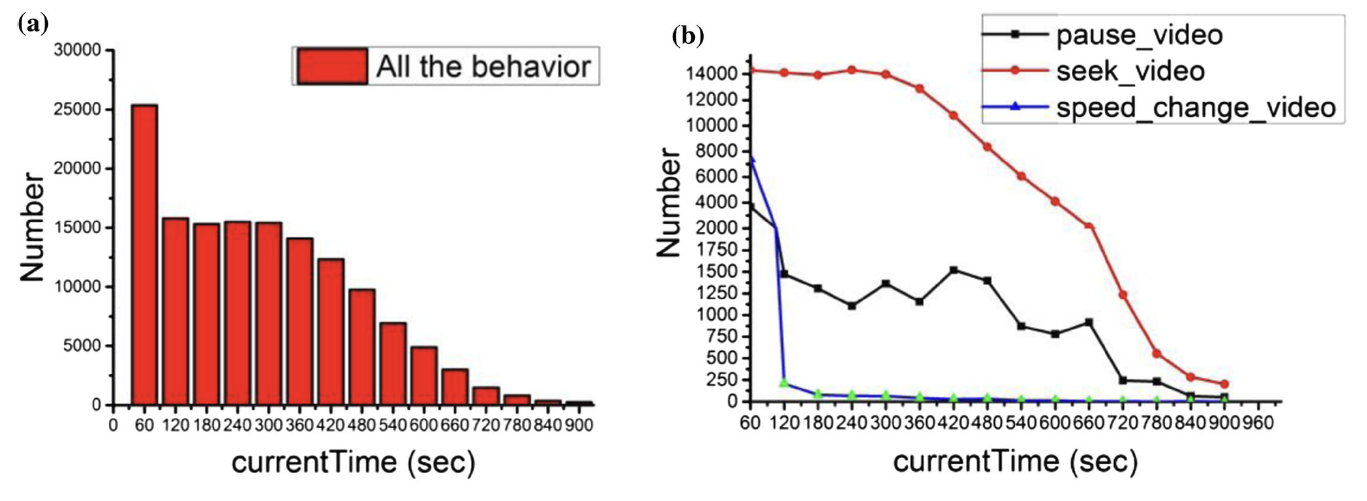 (a)
All the behavior
Number
30000
25000
20000
15000
10000
5000
0
0 60 120 180 240 300 360 420 480 540 600 660 720 780 840 900
currentTime (sec)
(b)
pause_video
seek_video
speed_change_video
Number
14000
12000
10000
8000
6000
4000
2000
1750
1500
1250
1000
750
500
250
0
60 120 180 240 300 360 420 480 540 600 660 720 780 840 900 960
currentTime (sec)